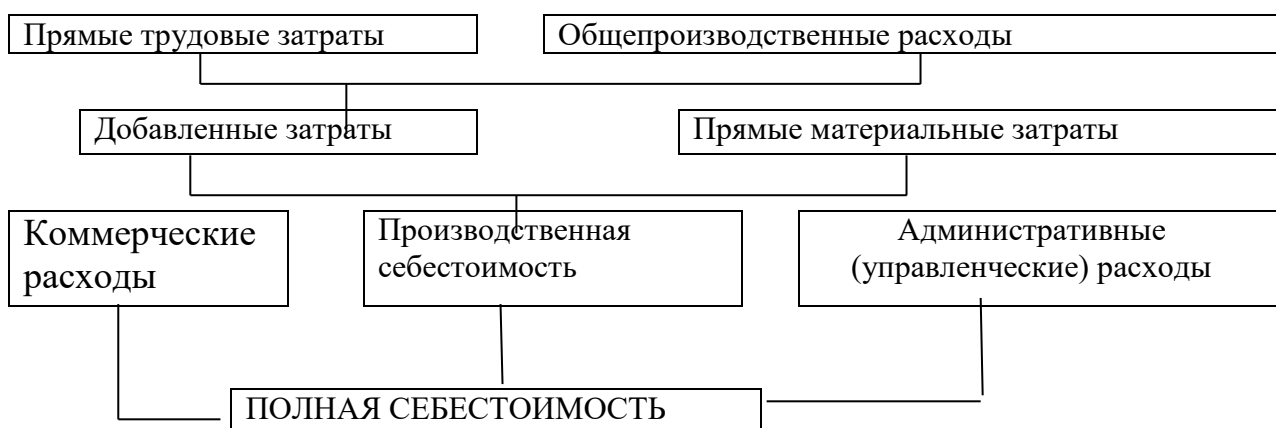 Прямые трудовые затраты
Общепроизводственные расходы
Добавленные затраты
Прямые материальные затраты
Коммерческие
расходы
Производственная
себестоимость
Административные
(управленческие) расходы
ПОЛНАЯ СЕБЕСТОИМОСТЬ